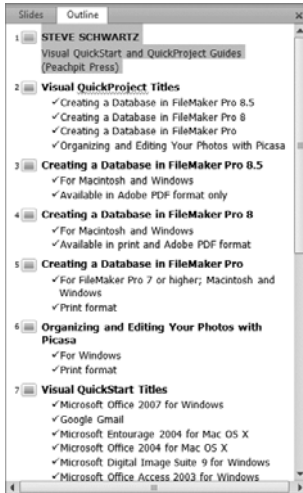 Slides Outline
1 STEVE SCHWARTZ
Visual QuickStart and QuickProject Guides
(Peachpit Press)
2 Visual QuickProject Titles
✓Creating a Database in FileMaker Pro 8.5
✓Creating a Database in FileMaker Pro 8
✓Creating a Database in FileMaker Pro
✓Organizing and Editing Your Photos with Picasa
3 Creating a Database in FileMaker Pro 8.5
✓For Macintosh and Windows
✓Available in Adobe PDF format only
4 Creating a Database in FileMaker Pro 8
✓For Macintosh and Windows
✓Available in print and Adobe PDF format
5 Creating a Database in FileMaker Pro
✓For FileMaker Pro 7 or higher; Macintosh and
Windows
✓Print format
6 Organizing and Editing Your Photos with
Picasa
✓For Windows
✓Print format
7 Visual QuickStart Titles
✓Microsoft Office 2007 for Windows
✓Google Gmail
✓Microsoft Entourage 2004 for Mac OS X
✓Microsoft Office 2004 for Mac OS X
✓Microsoft Digital Image Suite 9 for Windows
✓Microsoft Office Access 2003 for Windows